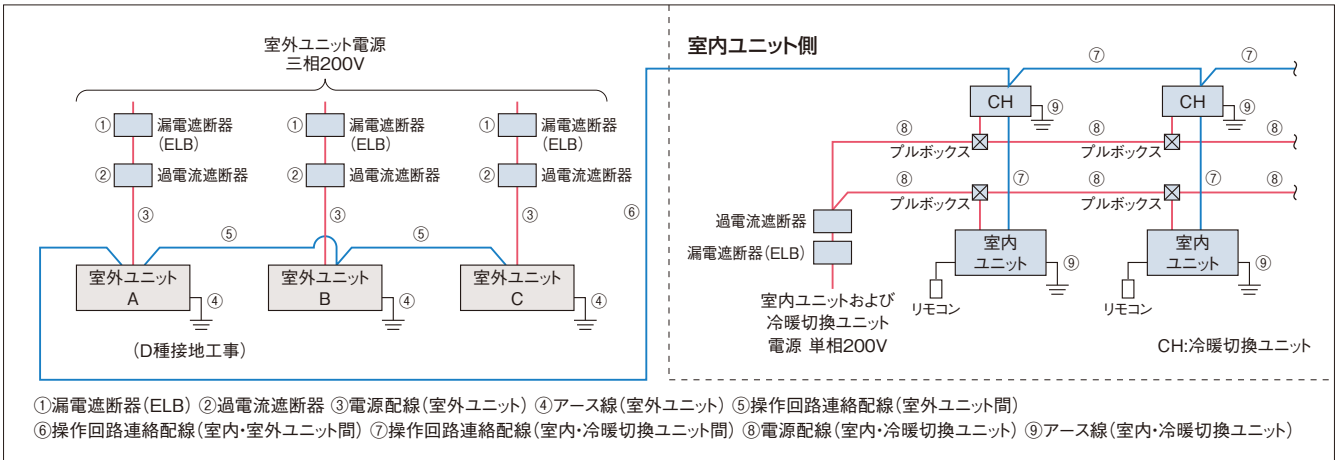 室外ユニット電源
三相200V
① 漏電遮断器
(ELB)
① 漏電遮断器
(ELB)
① 漏電遮断器
(ELB)
② 過電流遮断器
② 過電流遮断器
② 過電流遮断器
③
③
③
⑤
⑤
⑥
室外ユニット
A
④
室外ユニット
B
④
室外ユニット
C
④
(D種接地工事)
室内ユニット側
⑦
⑦
CH
⑨
CH
⑨
⑧
プルボックス
⑧
プルボックス
⑧
⑧
プルボックス
⑦
⑧
プルボックス
⑦
⑧
過電流遮断器
漏電遮断器(ELB)
室内
ユニット
⑨
室内
ユニット
⑨
リモコン
リモコン
室内ユニットおよび
冷暖切換ユニット
電源 単相200V
CH:冷暖切換ユニット
①漏電遮断器(ELB) ②過電流遮断器 ③電源配線(室外ユニット) ④アース線(室外ユニット) ⑤操作回路連絡配線(室外ユニット間)
⑥操作回路連絡配線(室内・室外ユニット間) ⑦操作回路連絡配線(室内・冷暖切換ユニット間) ⑧電源配線(室内・冷暖切換ユニット) ⑨アース線(室内・冷暖切換ユニット)